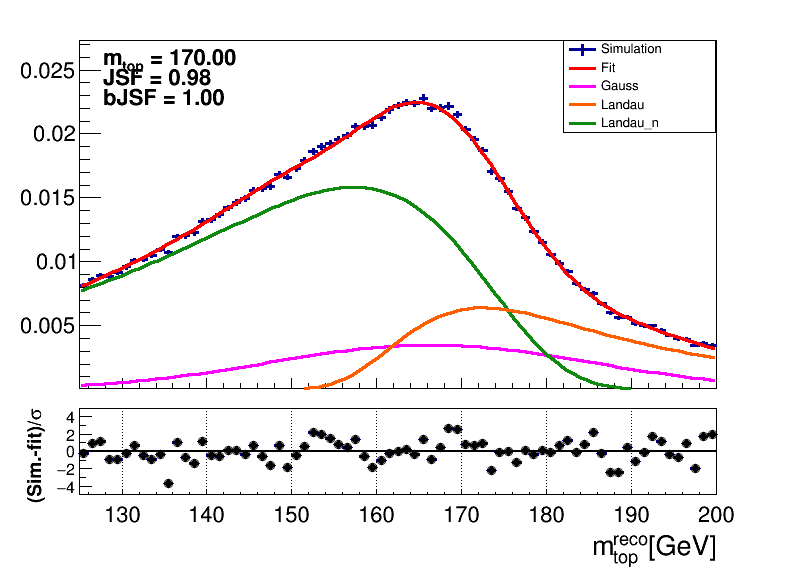 m_top = 170.00
JSF = 0.98
bJSF = 1.00
Simulation
Fit
Gauss
Landau
Landau_n
0.025
0.02
0.015
0.01
0.005
(Sim.-fit)/σ
4
2
0
−2
−4
130 140 150 160 170 180 190 200
m_top^reco[GeV]